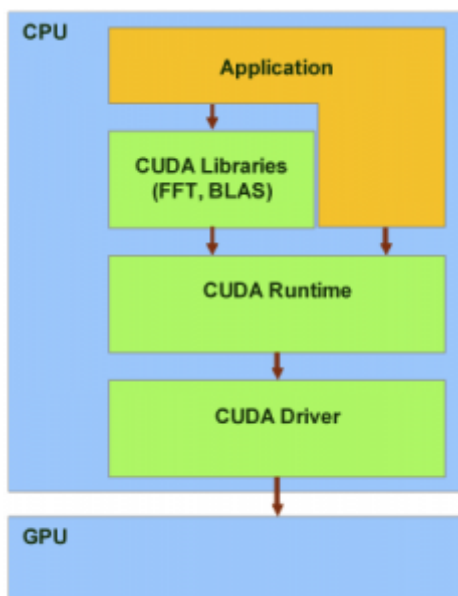 CPU
Application
CUDA Libraries
(FFT, BLAS)
CUDA Runtime
CUDA Driver
GPU